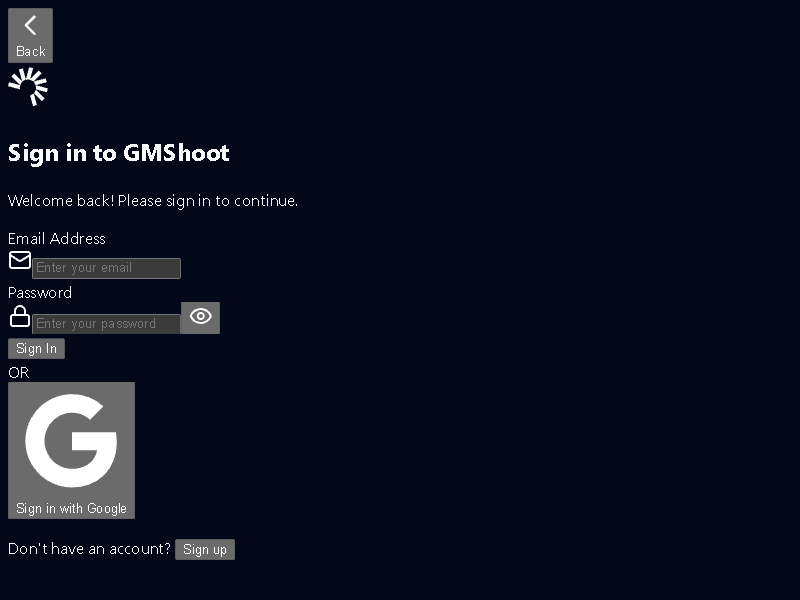 Back
Sign in to GMShoot
Welcome back! Please sign in to continue.
Email Address
Enter your email
Password
Enter your password
Sign In
OR
Sign in with Google
Don't have an account? Sign up